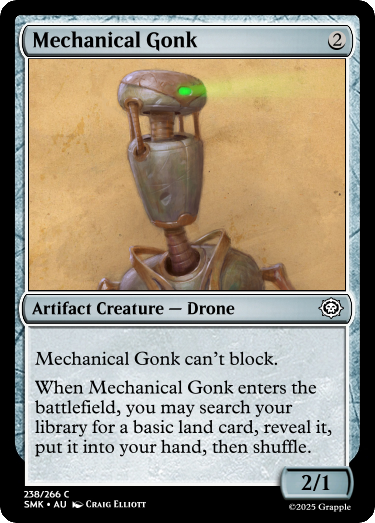 Mechanical Gonk 2
Artifact Creature — Drone
Mechanical Gonk can't block.
When Mechanical Gonk enters the
battlefield, you may search your
library for a basic land card, reveal it,
put it into your hand, then shuffle.
2/1
238/266 C
SMK • AU Craig Elliott
©2025 Grapple